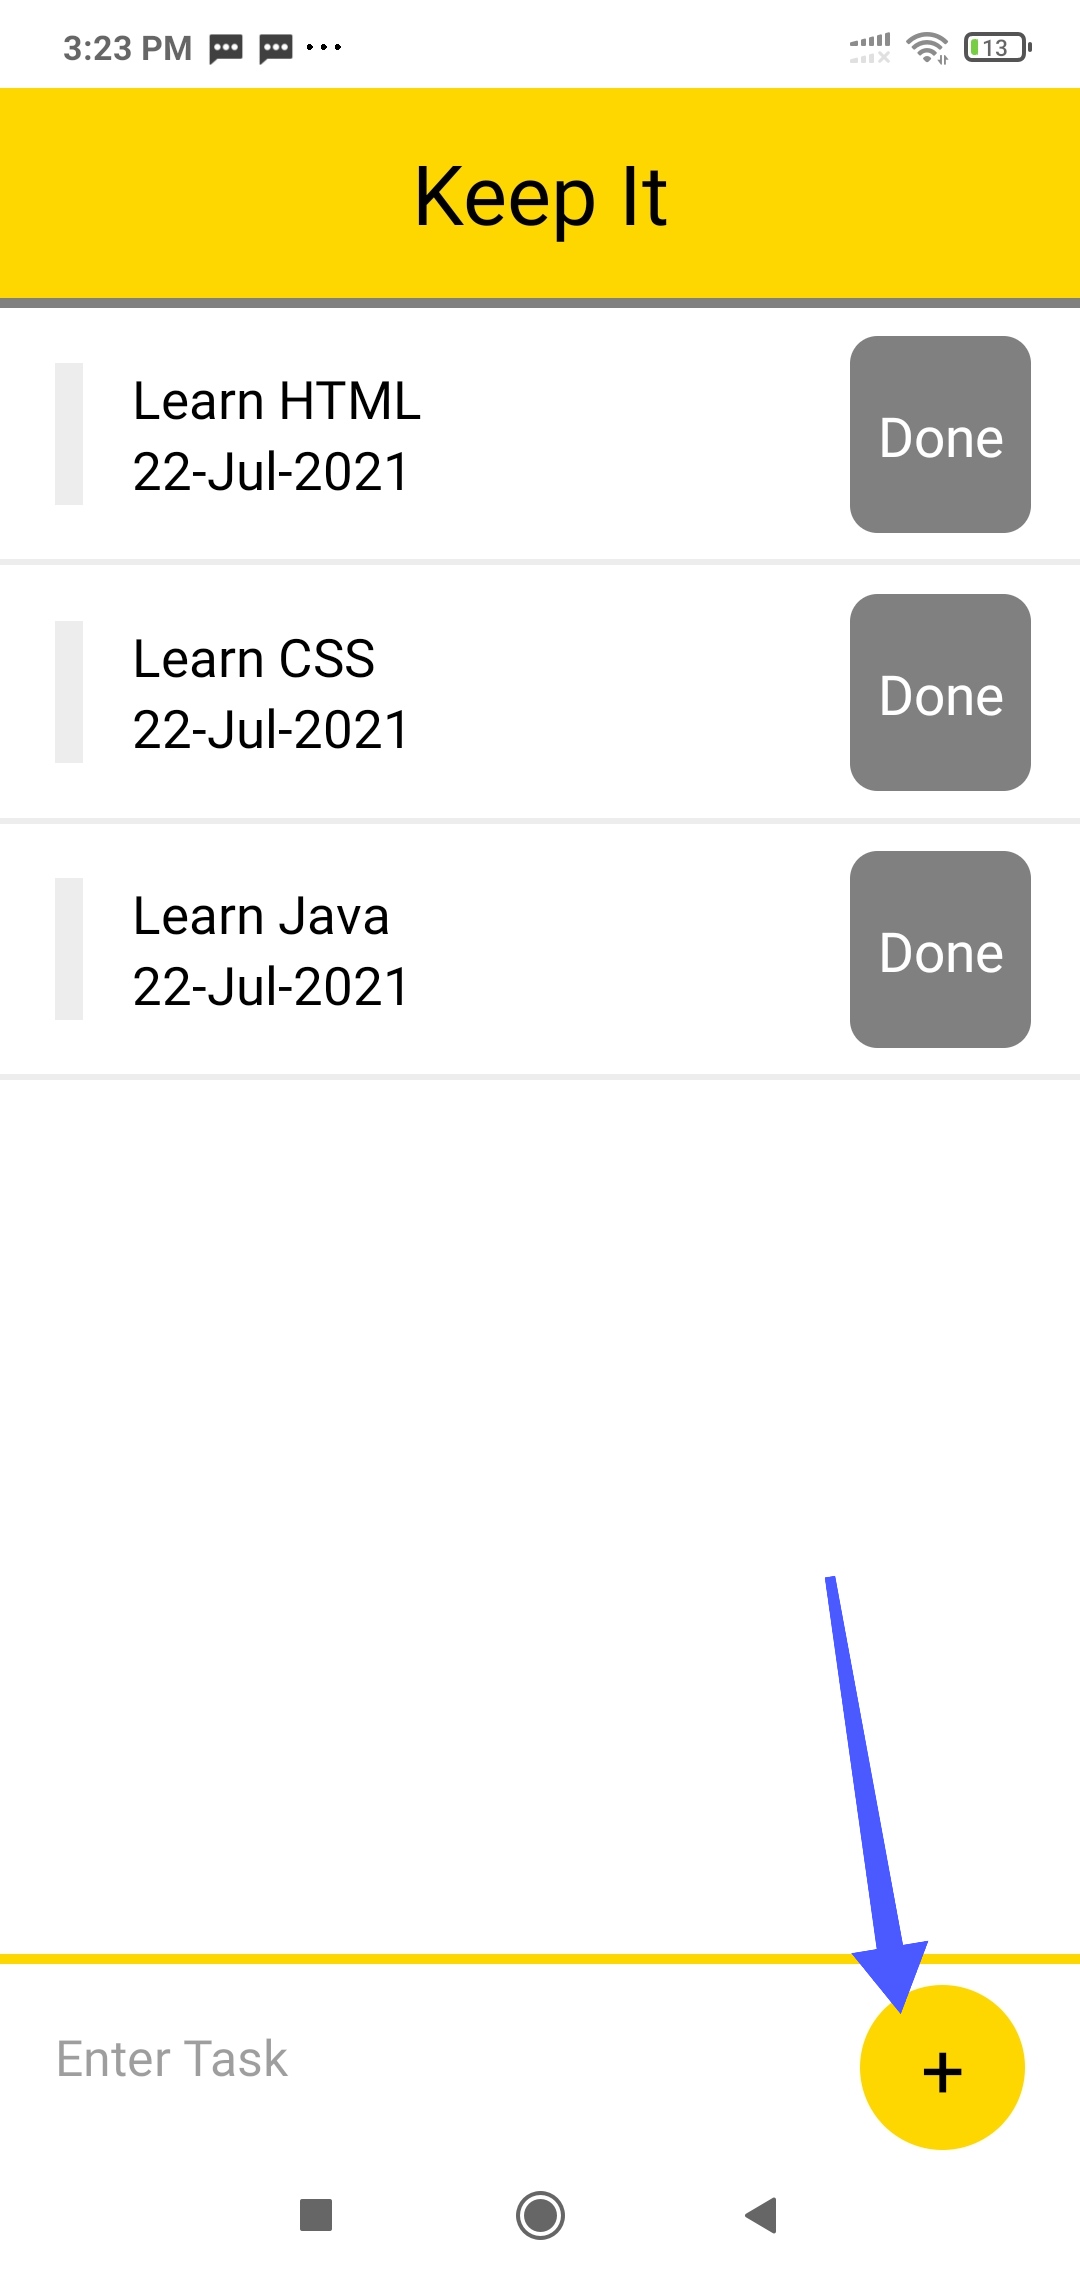 3:23 PM
13
Keep It
Learn HTML
22-Jul-2021
Done
Learn CSS
22-Jul-2021
Done
Learn Java
22-Jul-2021
Done
Enter Task
+